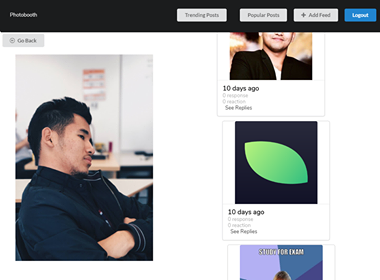 Photobooth
Trending Posts
Popular Posts
Add Feed
Logout
Go Back
10 days ago
0 response
0 reaction
See Replies
10 days ago
0 response
0 reaction
See Replies
STUDY FOR EXAM